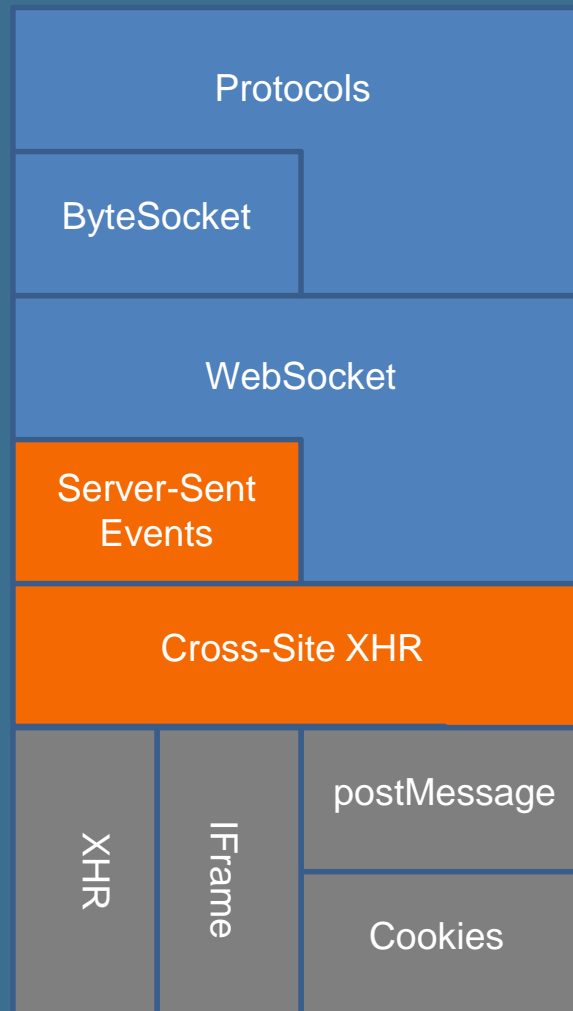 Protocols
ByteSocket
WebSocket
Server-Sent
Events
Cross-Site XHR
XHR
IFrame
postMessage
Cookies